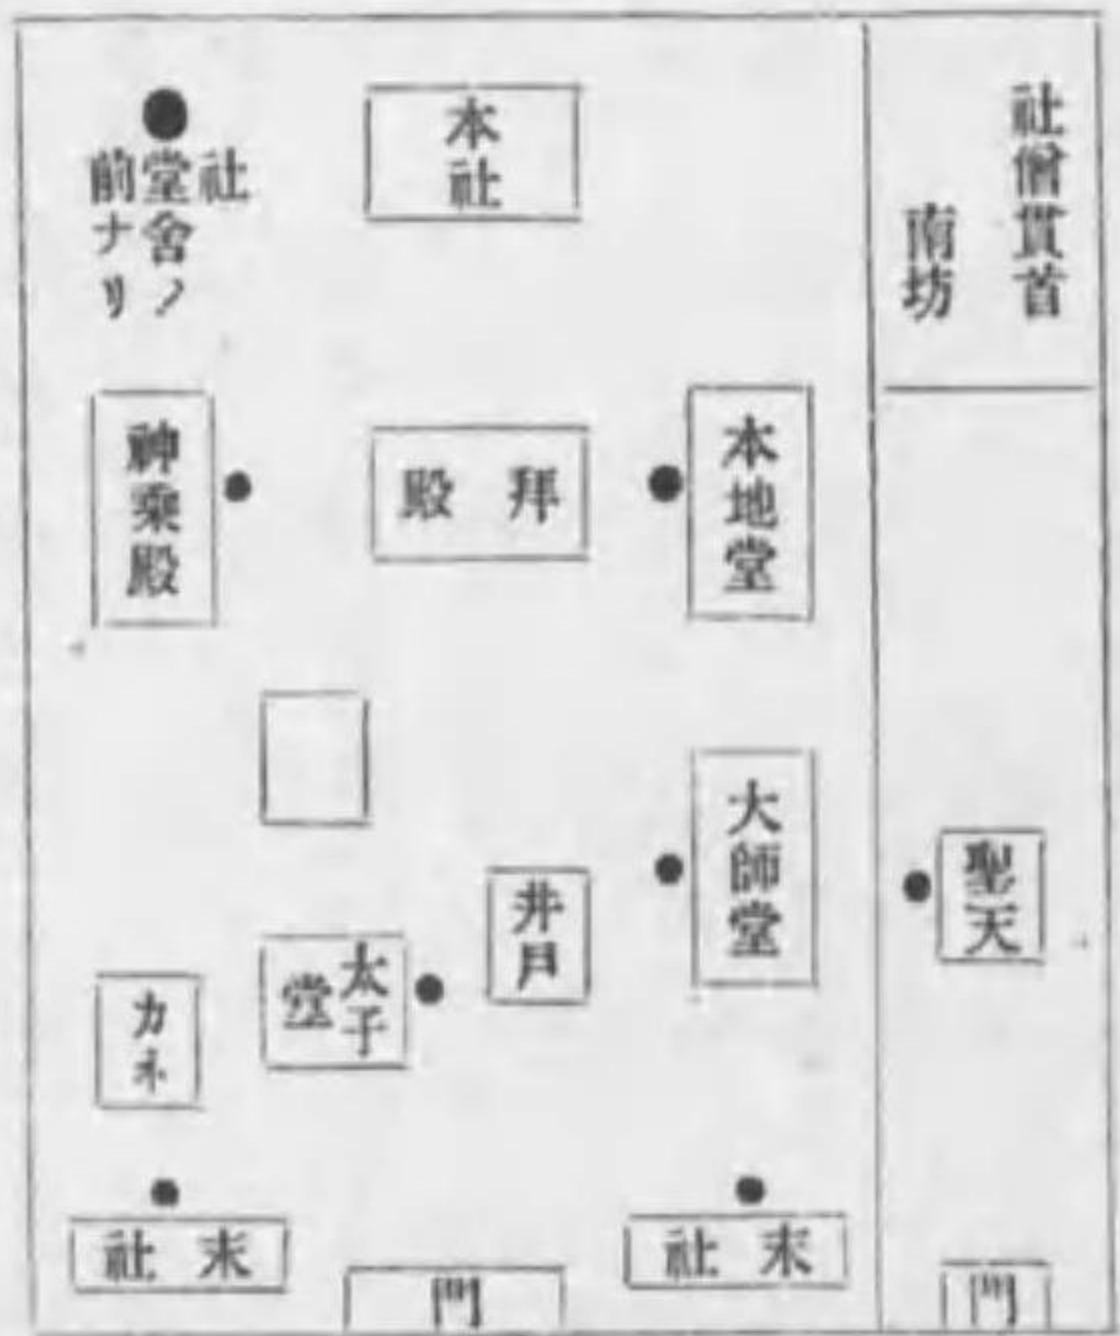 社僧貫首
南坊
本社
●社
堂舎ノ
前ナリ
本地堂
拝殿
神乗殿
聖天
大師堂
井戸
太子
堂
カネ
末社
末社
門
門